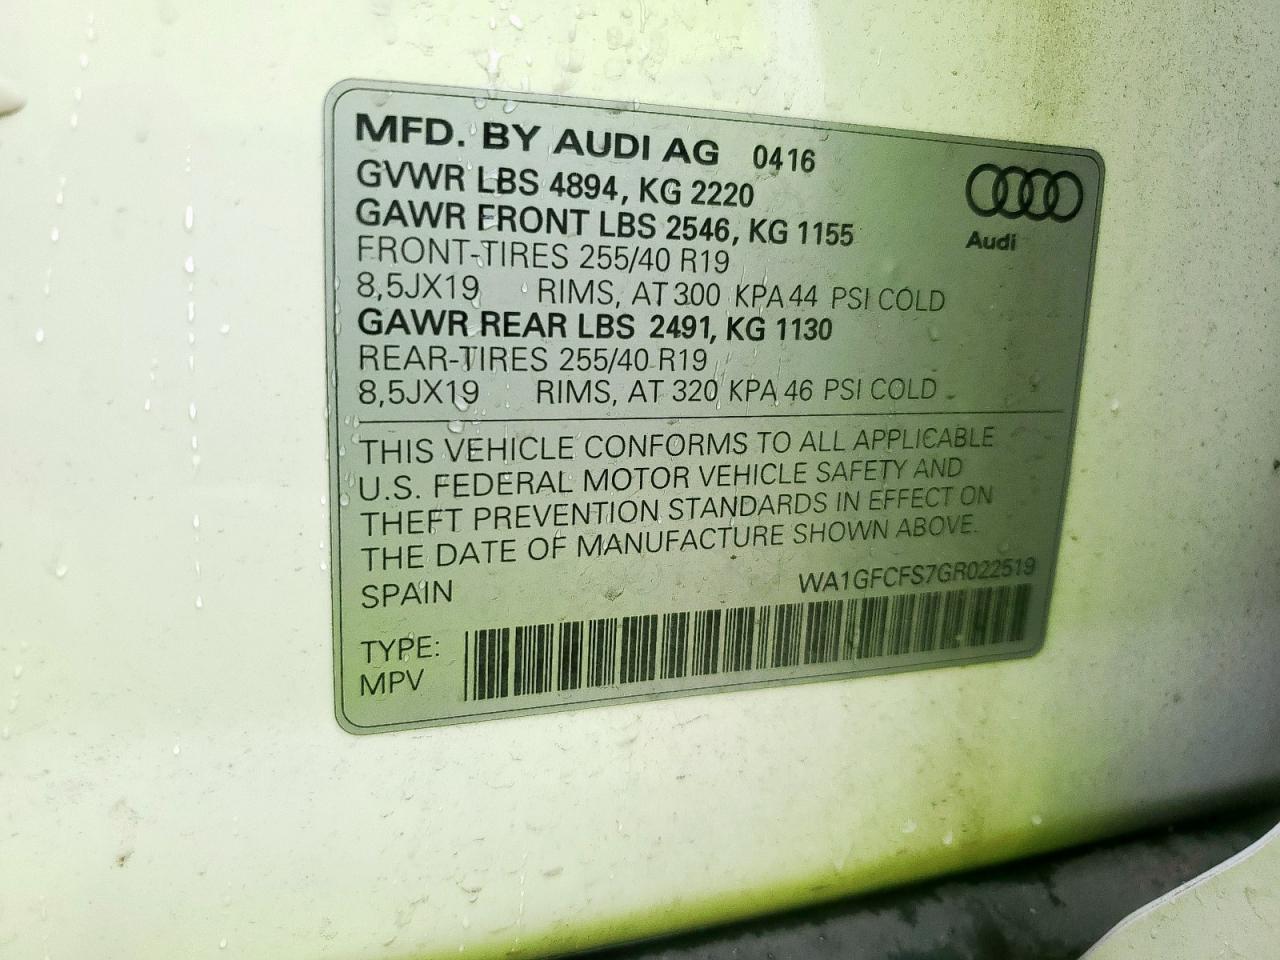 MFD. BY AUDI AG 0416
GVWR LBS 4894, KG 2220
GAWR FRONT LBS 2546, KG 1155
Audi
FRONT-TIRES 255/40 R19
8,5JX19 RIMS, AT 300 KPA 44 PSI COLD
GAWR REAR LBS 2491, KG 1130
REAR-TIRES 255/40 R19
8,5JX19 RIMS, AT 320 KPA 46 PSI COLD
THIS VEHICLE CONFORMS TO ALL APPLICABLE
U.S. FEDERAL MOTOR VEHICLE SAFETY AND
THEFT PREVENTION STANDARDS IN EFFECT ON
THE DATE OF MANUFACTURE SHOWN ABOVE.
SPAIN WA1GFCFS7GR022519
TYPE:
MPV